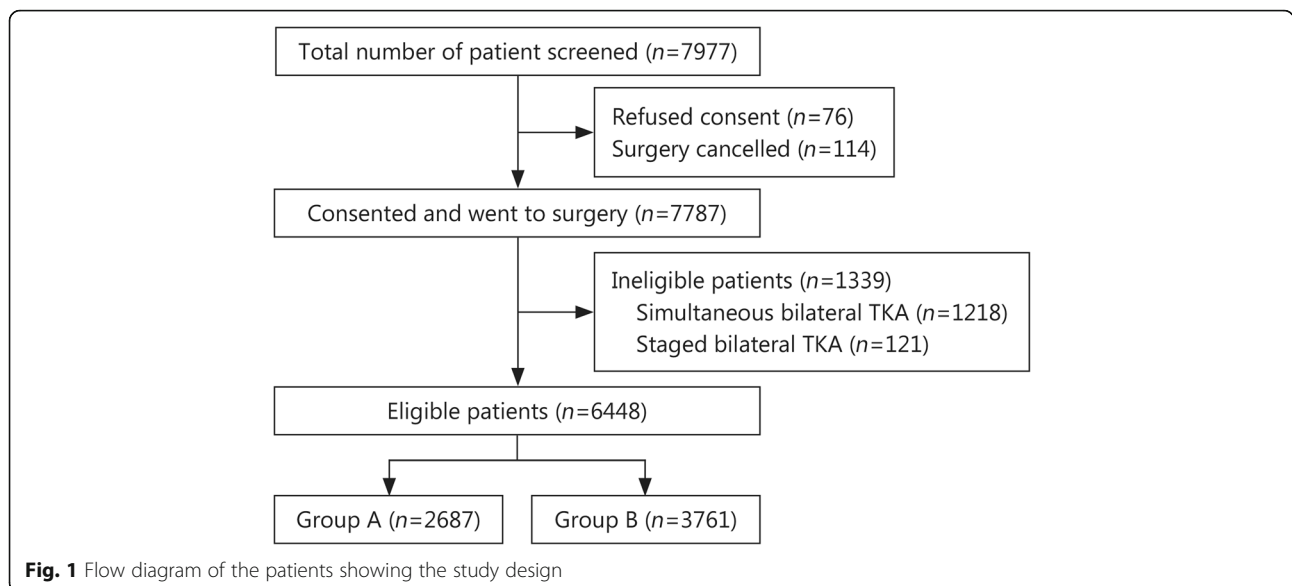 Total number of patient screened (n=7977)
Refused consent (n=76)
Surgery cancelled (n=114)
Consented and went to surgery (n=7787)
Ineligible patients (n=1339)
Simultaneous bilateral TKA (n=1218)
Staged bilateral TKA (n=121)
Eligible patients (n=6448)
Group A (n=2687)
Group B (n=3761)
Fig. 1 Flow diagram of the patients showing the study design